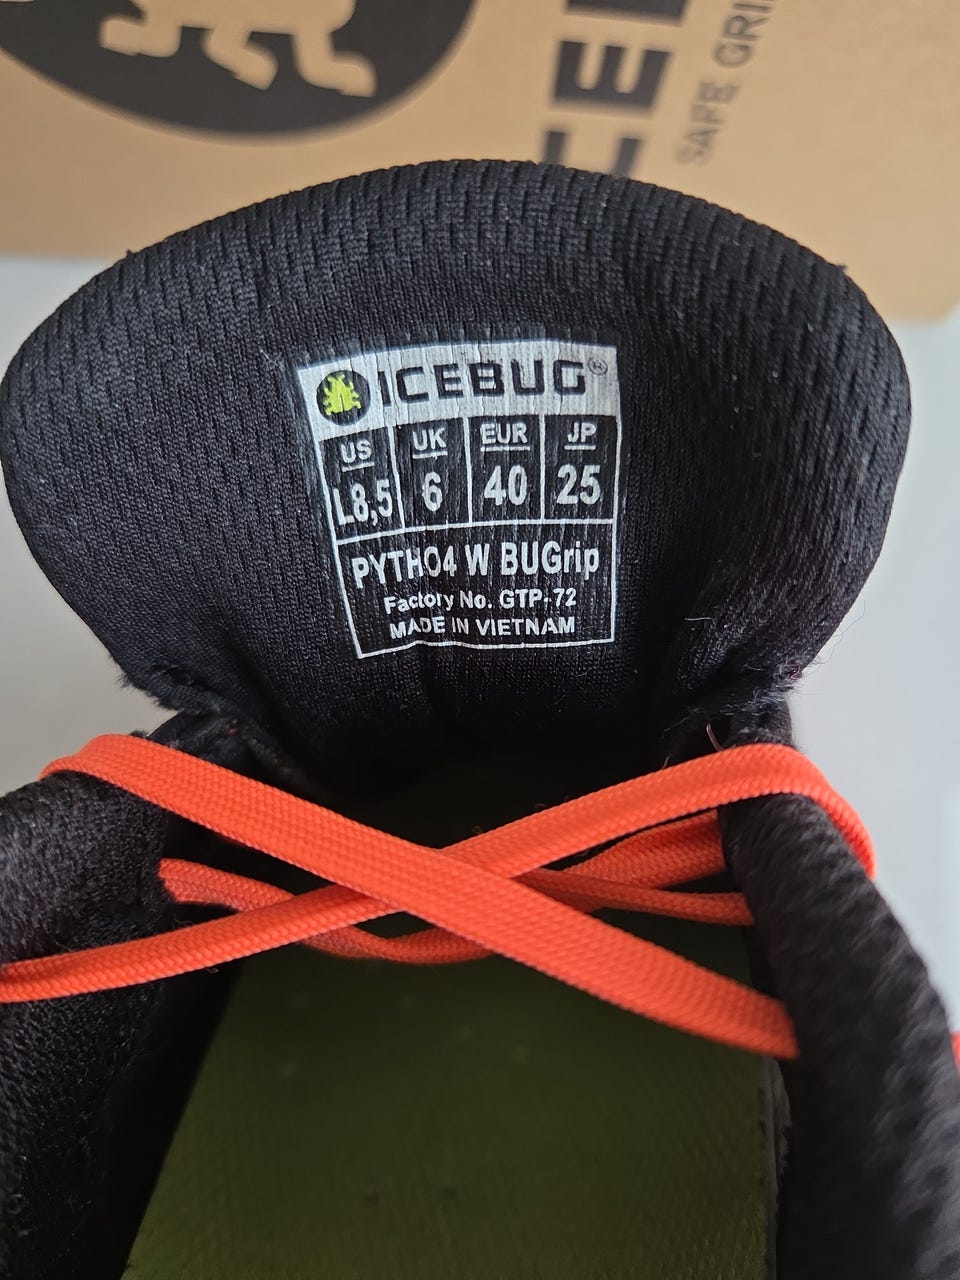 SAFE GRI
ICEBUG®
US UK EUR JP
L8,5 6 40 25
PYTHO4 W BUGrip
Factory No. GTP-72
MADE IN VIETNAM